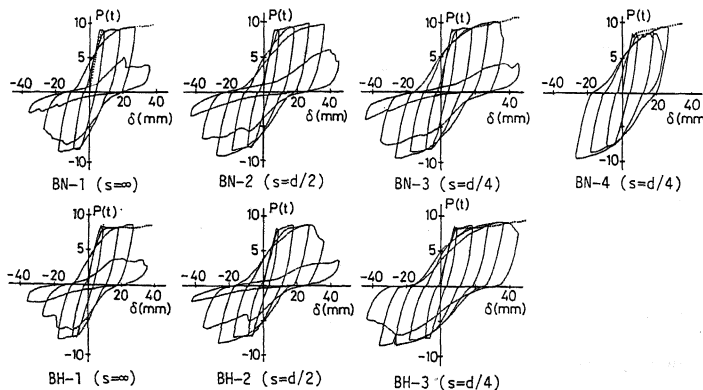 P(t) P(t) P(t) P(t)
10 10 10 10
5 5 5 5
-40 -20 -40 -20 -40 -20 -40 -20
20 40 20 40 20 40 20 40
δ(mm) δ(mm) δ(mm) δ(mm)
-10 -10 -10 -10
BN-1 (s=∞) BN-2 (s=d/2) BN-3 (s=d/4) BN-4 (s=d/4)
P(t) P(t) P(t)
10 10 10
5 5 5
-40 -20 -40 -20 -40 -20
20 40 20 40 20 40
δ(mm) δ(mm) δ(mm)
-10 -10 -10
BH-1 (s=∞) BH-2 (s=d/2) BH-3 (s=d/4)